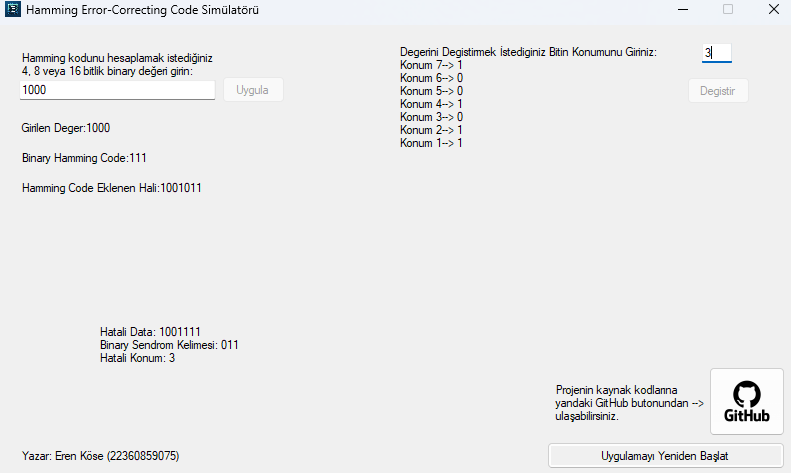 Hamming Error-Correcting Code Simülatörü
Hamming kodunu hesaplamak istediğiniz
4, 8 veya 16 bitlik binary değeri girin:
1000
Uygula
Girilen Deger:1000
Binary Hamming Code:111
Hamming Code Eklenen Hali:1001011
Degerini Degistirmek İstediginiz Bitin Konumunu Giriniz:
3
Konum 7--> 1
Konum 6--> 0
Konum 5--> 0
Konum 4--> 1
Konum 3--> 0
Konum 2--> 1
Konum 1--> 1
Degistir
Hatali Data: 1001111
Binary Sendrom Kelimesi: 011
Hatali Konum: 3
Projenin kaynak kodlarına
yandaki GitHub butonundan -->
ulaşabilirsiniz.
GitHub
Yazar: Eren Köse (22360859075)
Uygulamayı Yeniden Başlat